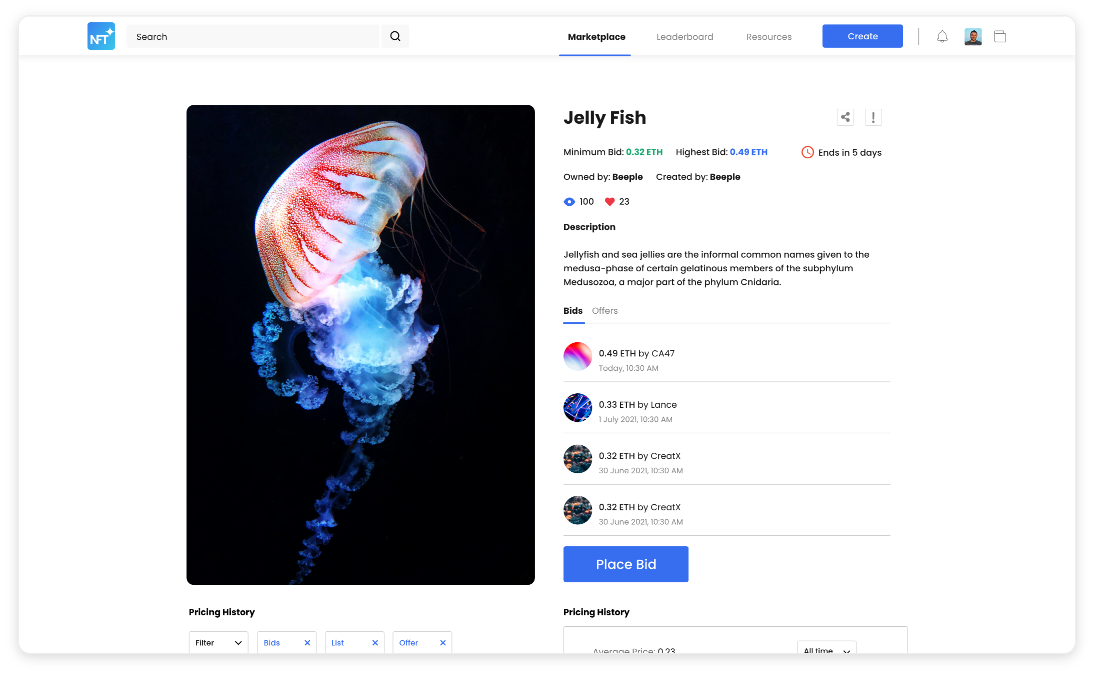 NFT
Search
Marketplace
Leaderboard
Resources
Create
Jelly Fish
Minimum Bid: 0.32 ETH Highest Bid: 0.49 ETH
Ends in 5 days
Owned by: Beeple Created by: Beeple
100 23
Description
Jellyfish and sea jellies are the informal common names given to the
medusa-phase of certain gelatinous members of the subphylum
Medusozoa, a major part of the phylum Cnidaria.
Bids Offers
0.49 ETH by CA47
Today, 10:30 AM
0.33 ETH by Lance
1 July 2021, 10:30 AM
0.32 ETH by CreatX
30 June 2021, 10:30 AM
0.32 ETH by CreatX
30 June 2021, 10:30 AM
Place Bid
Pricing History
Filter
Bids
List
Offer
Pricing History
Average Price: 0.23
All time